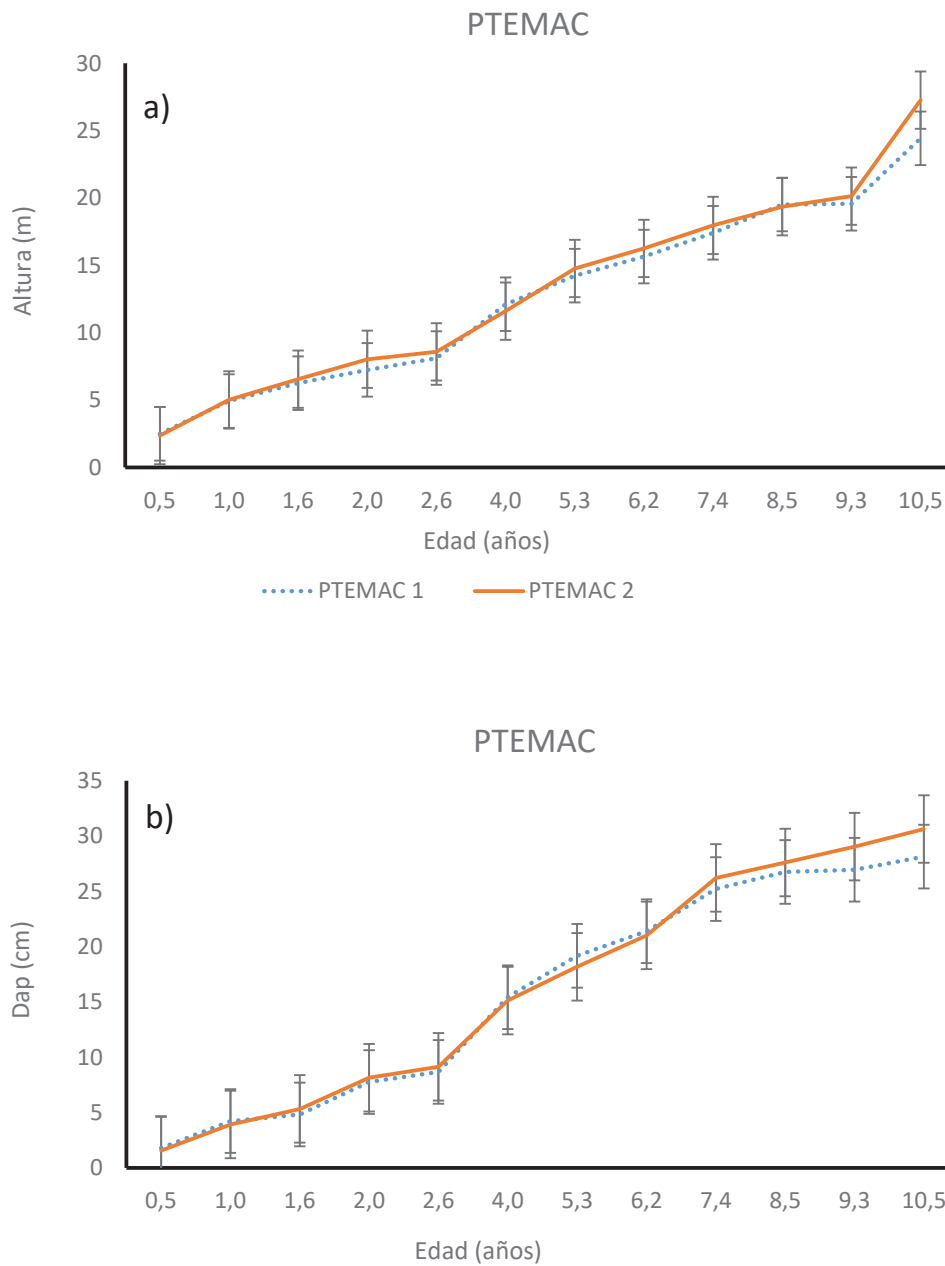 PTEMAC
a)
30
25
20
15
10
5
0
Altura (m)
0,5 1,0 1,6 2,0 2,6 4,0 5,3 6,2 7,4 8,5 9,3 10,5
Edad (años)
PTEMAC 1 PTEMAC 2
PTEMAC
b)
35
30
25
20
15
10
5
0
Dap (cm)
0,5 1,0 1,6 2,0 2,6 4,0 5,3 6,2 7,4 8,5 9,3 10,5
Edad (años)